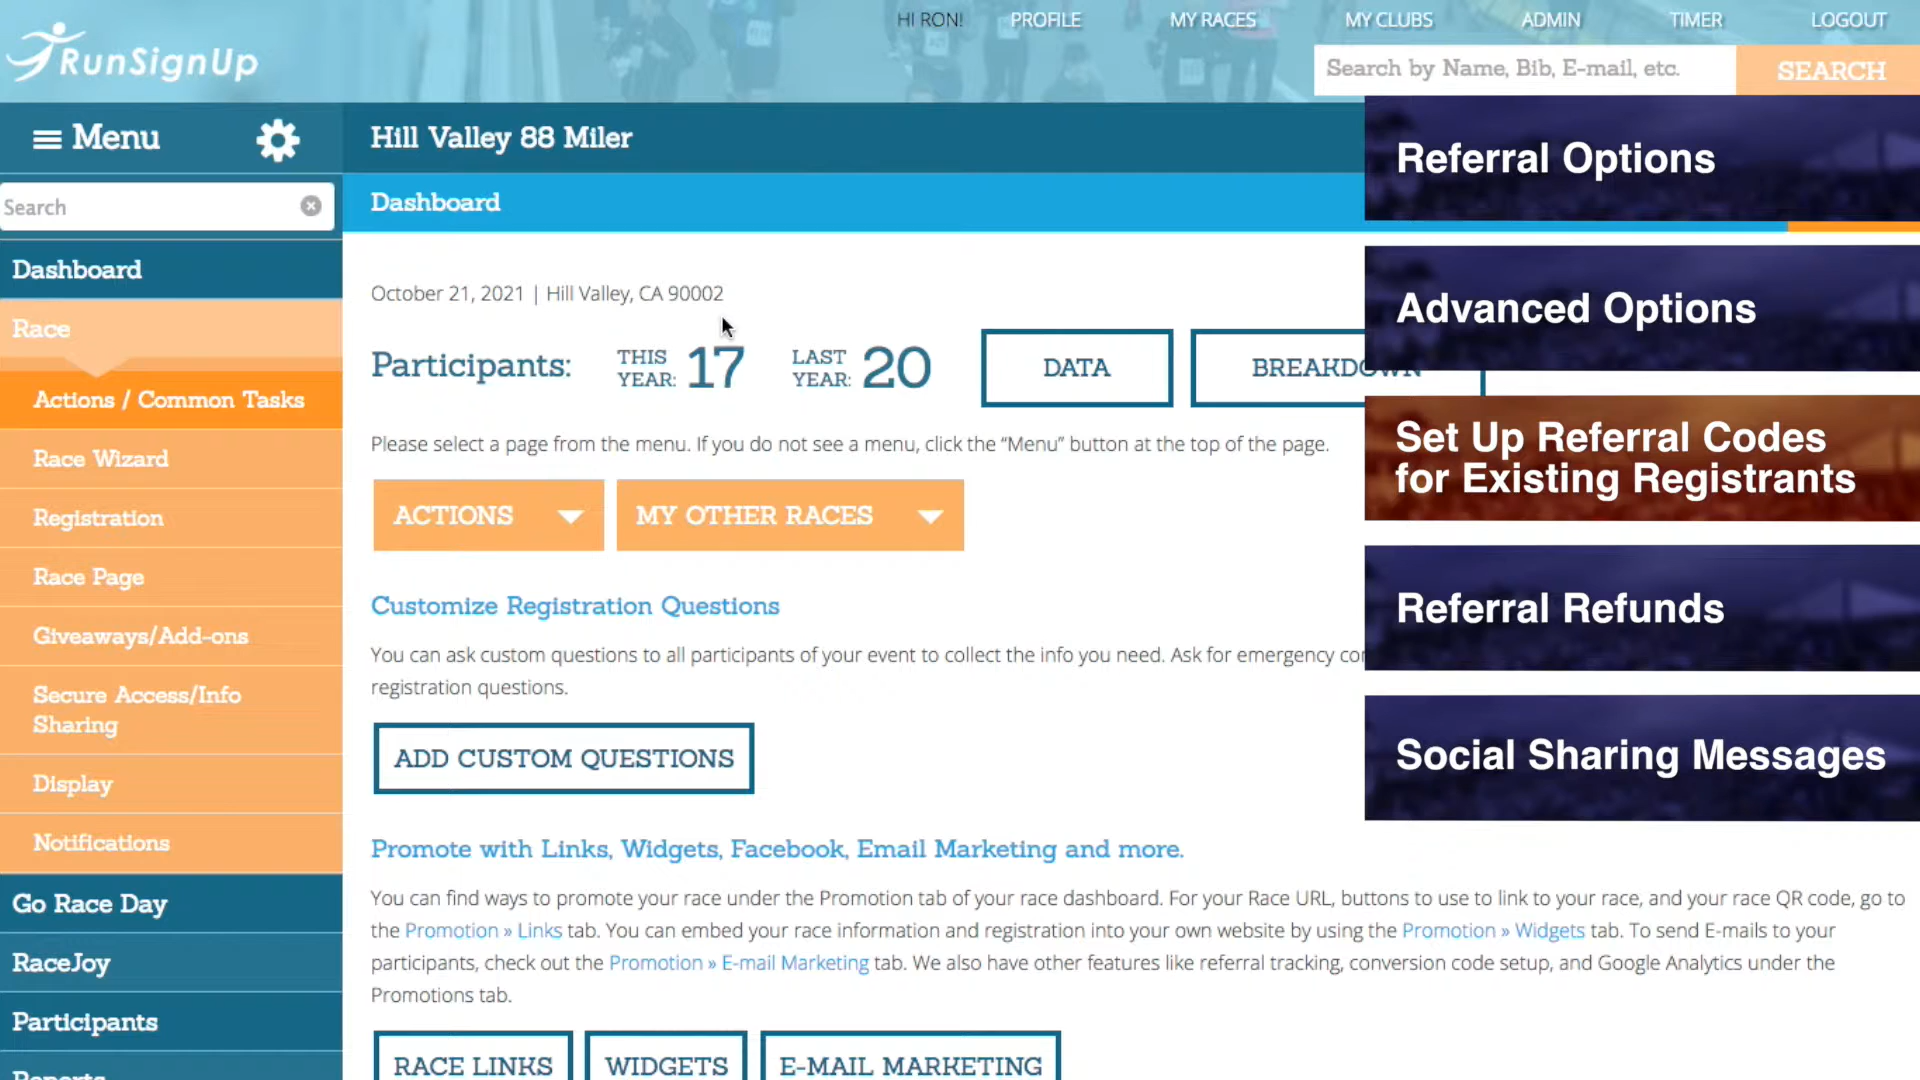 HI RON!
PROFILE
MY RACES
MY CLUBS
ADMIN
TIMER
LOGOUT
RunSignUp
Search by Name, Bib, E-mail, etc.
SEARCH
Menu
Hill Valley 88 Miler
Search
Dashboard
Dashboard
Race
Actions / Common Tasks
Race Wizard
Registration
Race Page
Giveaways/Add-ons
Secure Access/Info
Sharing
Display
Notifications
Go Race Day
RaceJoy
Participants
Reports
October 21, 2021 | Hill Valley, CA 90002
Participants:
THIS
YEAR:
17
LAST
YEAR:
20
DATA
BREAKDOWN
Please select a page from the menu. If you do not see a menu, click the “Menu” button at the top of the page.
ACTIONS
MY OTHER RACES
Customize Registration Questions
You can ask custom questions to all participants of your event to collect the info you need. Ask for emergency
registration questions.
ADD CUSTOM QUESTIONS
Promote with Links, Widgets, Facebook, Email Marketing and more.
You can find ways to promote your race under the Promotion tab of your race dashboard. For your Race URL, buttons to use to link to your race, and your race QR code, go to
the Promotion » Links tab. You can embed your race information and registration into your own website by using the Promotion » Widgets tab. To send E-mails to your
participants, check out the Promotion » E-mail Marketing tab. We also have other features like referral tracking, conversion code setup, and Google Analytics under the
Promotions tab.
RACE LINKS
WIDGETS
E-MAIL MARKETING
Referral Options
Advanced Options
Set Up Referral Codes
for Existing Registrants
Referral Refunds
Social Sharing Messages